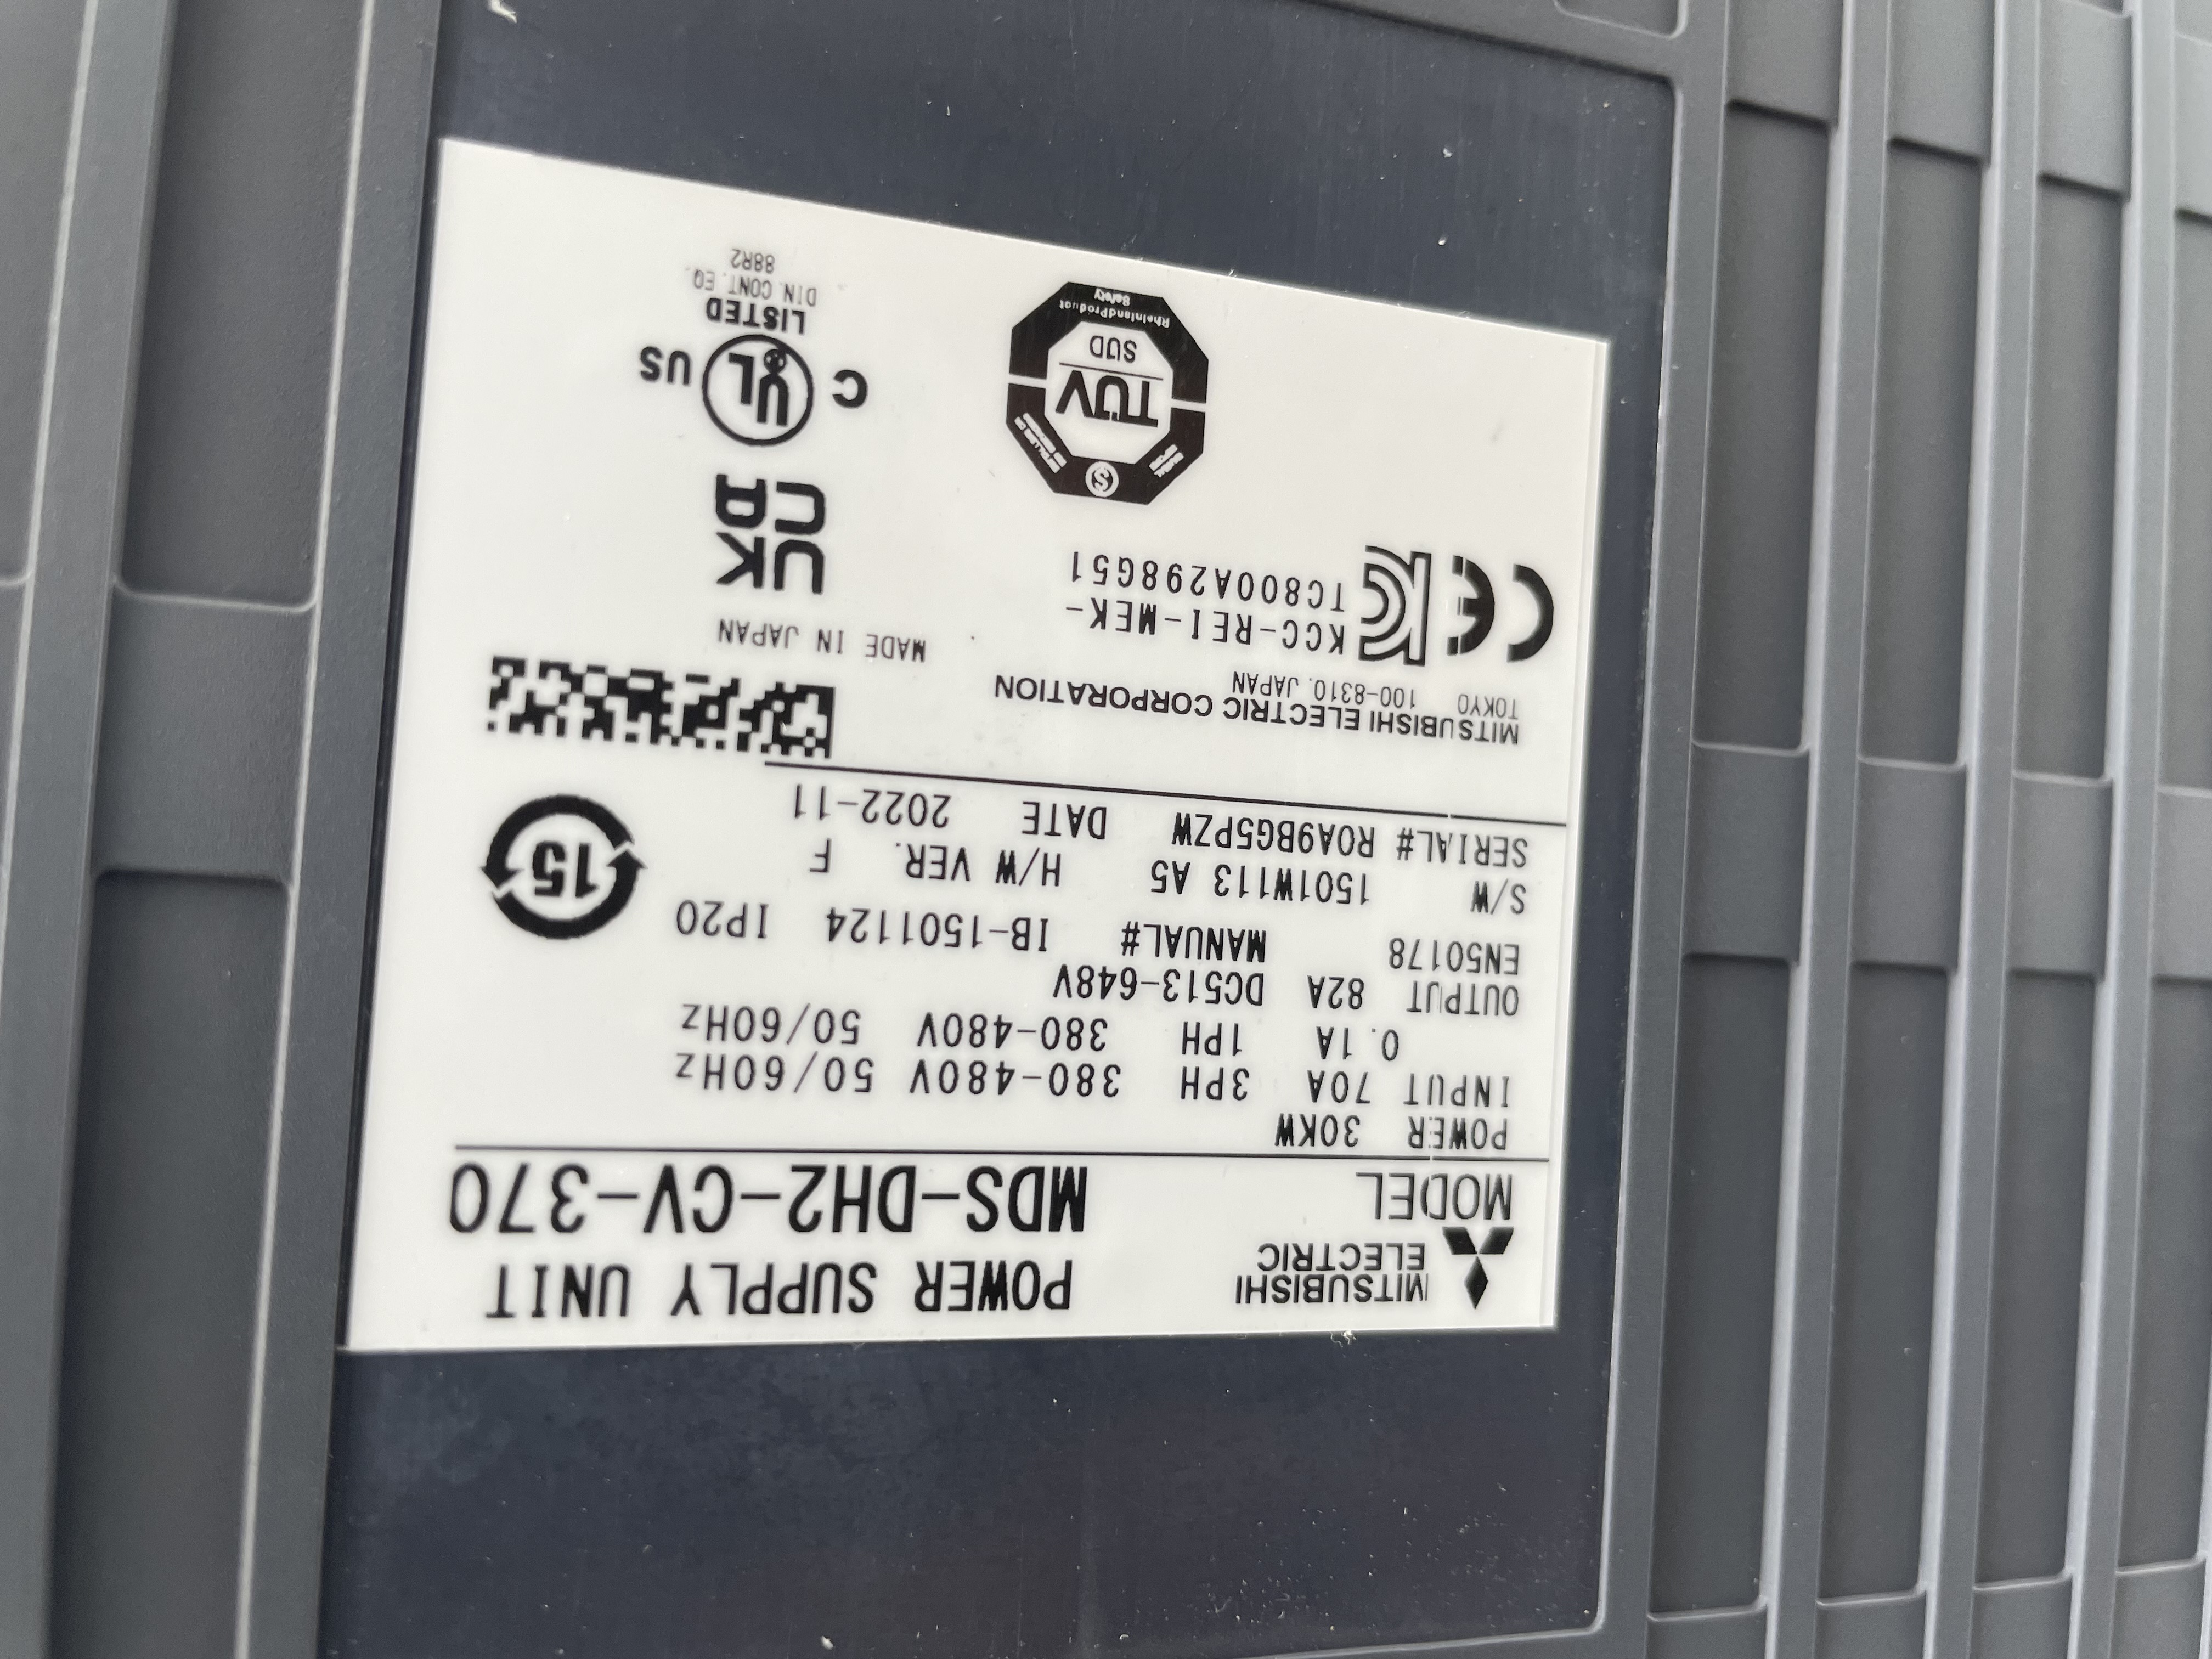 MITSUBISHI
ELECTRIC
POWER SUPPLY UNIT
MODEL MDS-DH2-CV-370
POWER 30KW
INPUT 70A 3PH 380-480V 50/60Hz
0.1A 1PH 380-480V 50/60Hz
OUTPUT 82A DC513-648V
EN50178 MANUAL# IB-1501124 IP20
S/W 1501W113 A5 H/W VER. F
SERIAL# R0A9BG5PZW DATE 2022-11
15
MITSUBISHI ELECTRIC CORPORATION
TOKYO 100-8310, JAPAN
MADE IN JAPAN
CE
KCC-REI-MEK-
TC800A298G51
UK
CA
TÜV
SUD
RheinlandProduct
Safety
C UL US
LISTED
DIN. CONT. EQ.
88R2